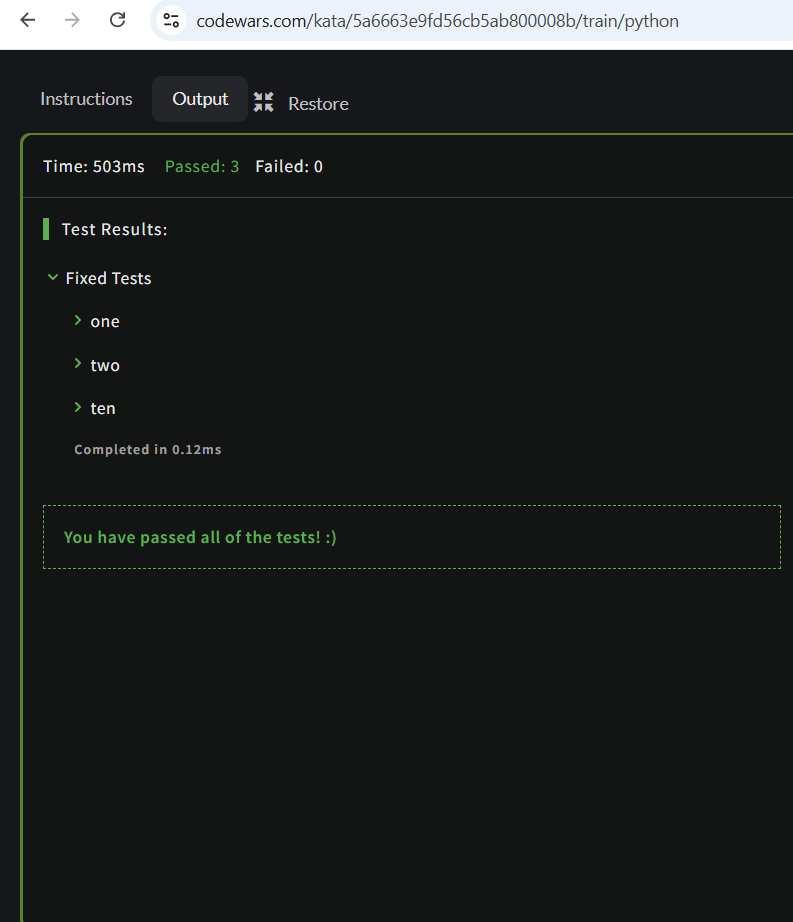 codewars.com/kata/5a6663e9fd56cb5ab800008b/train/python
Instructions Output Restore
Time: 503ms Passed: 3 Failed: 0
Test Results:
Fixed Tests
one
two
ten
Completed in 0.12ms
You have passed all of the tests! :)